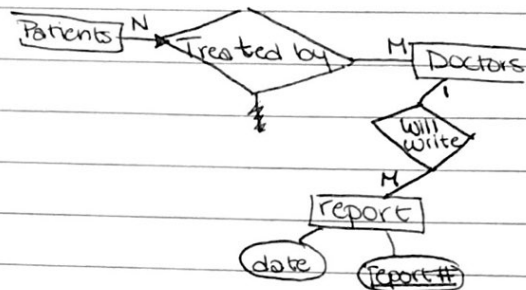 Patients N
Treated by
M
Doctors
1
Will
write
M
report
date
report #